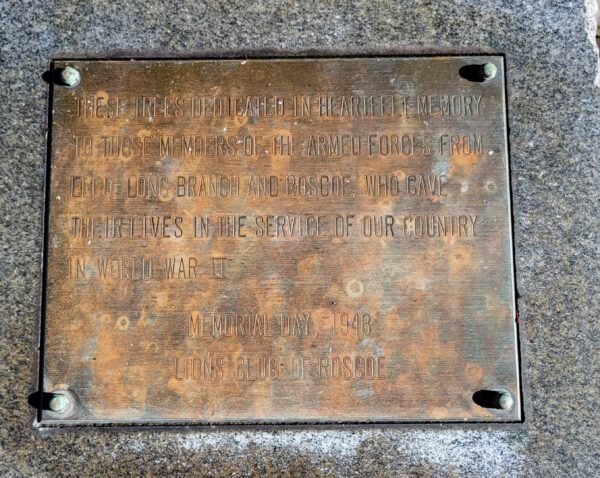 THESE TREES DEDICATED IN HEARTFELT MEMORY
TO THOSE MEMBERS OF THE ARMED FORCES FROM
ELCO, LONG BRANCH AND ROSCOE, WHO GAVE
THEIR LIVES IN THE SERVICE OF OUR COUNTRY
IN WORLD WAR II
MEMORIAL DAY, 1948
LIONS CLUB OF ROSCOE